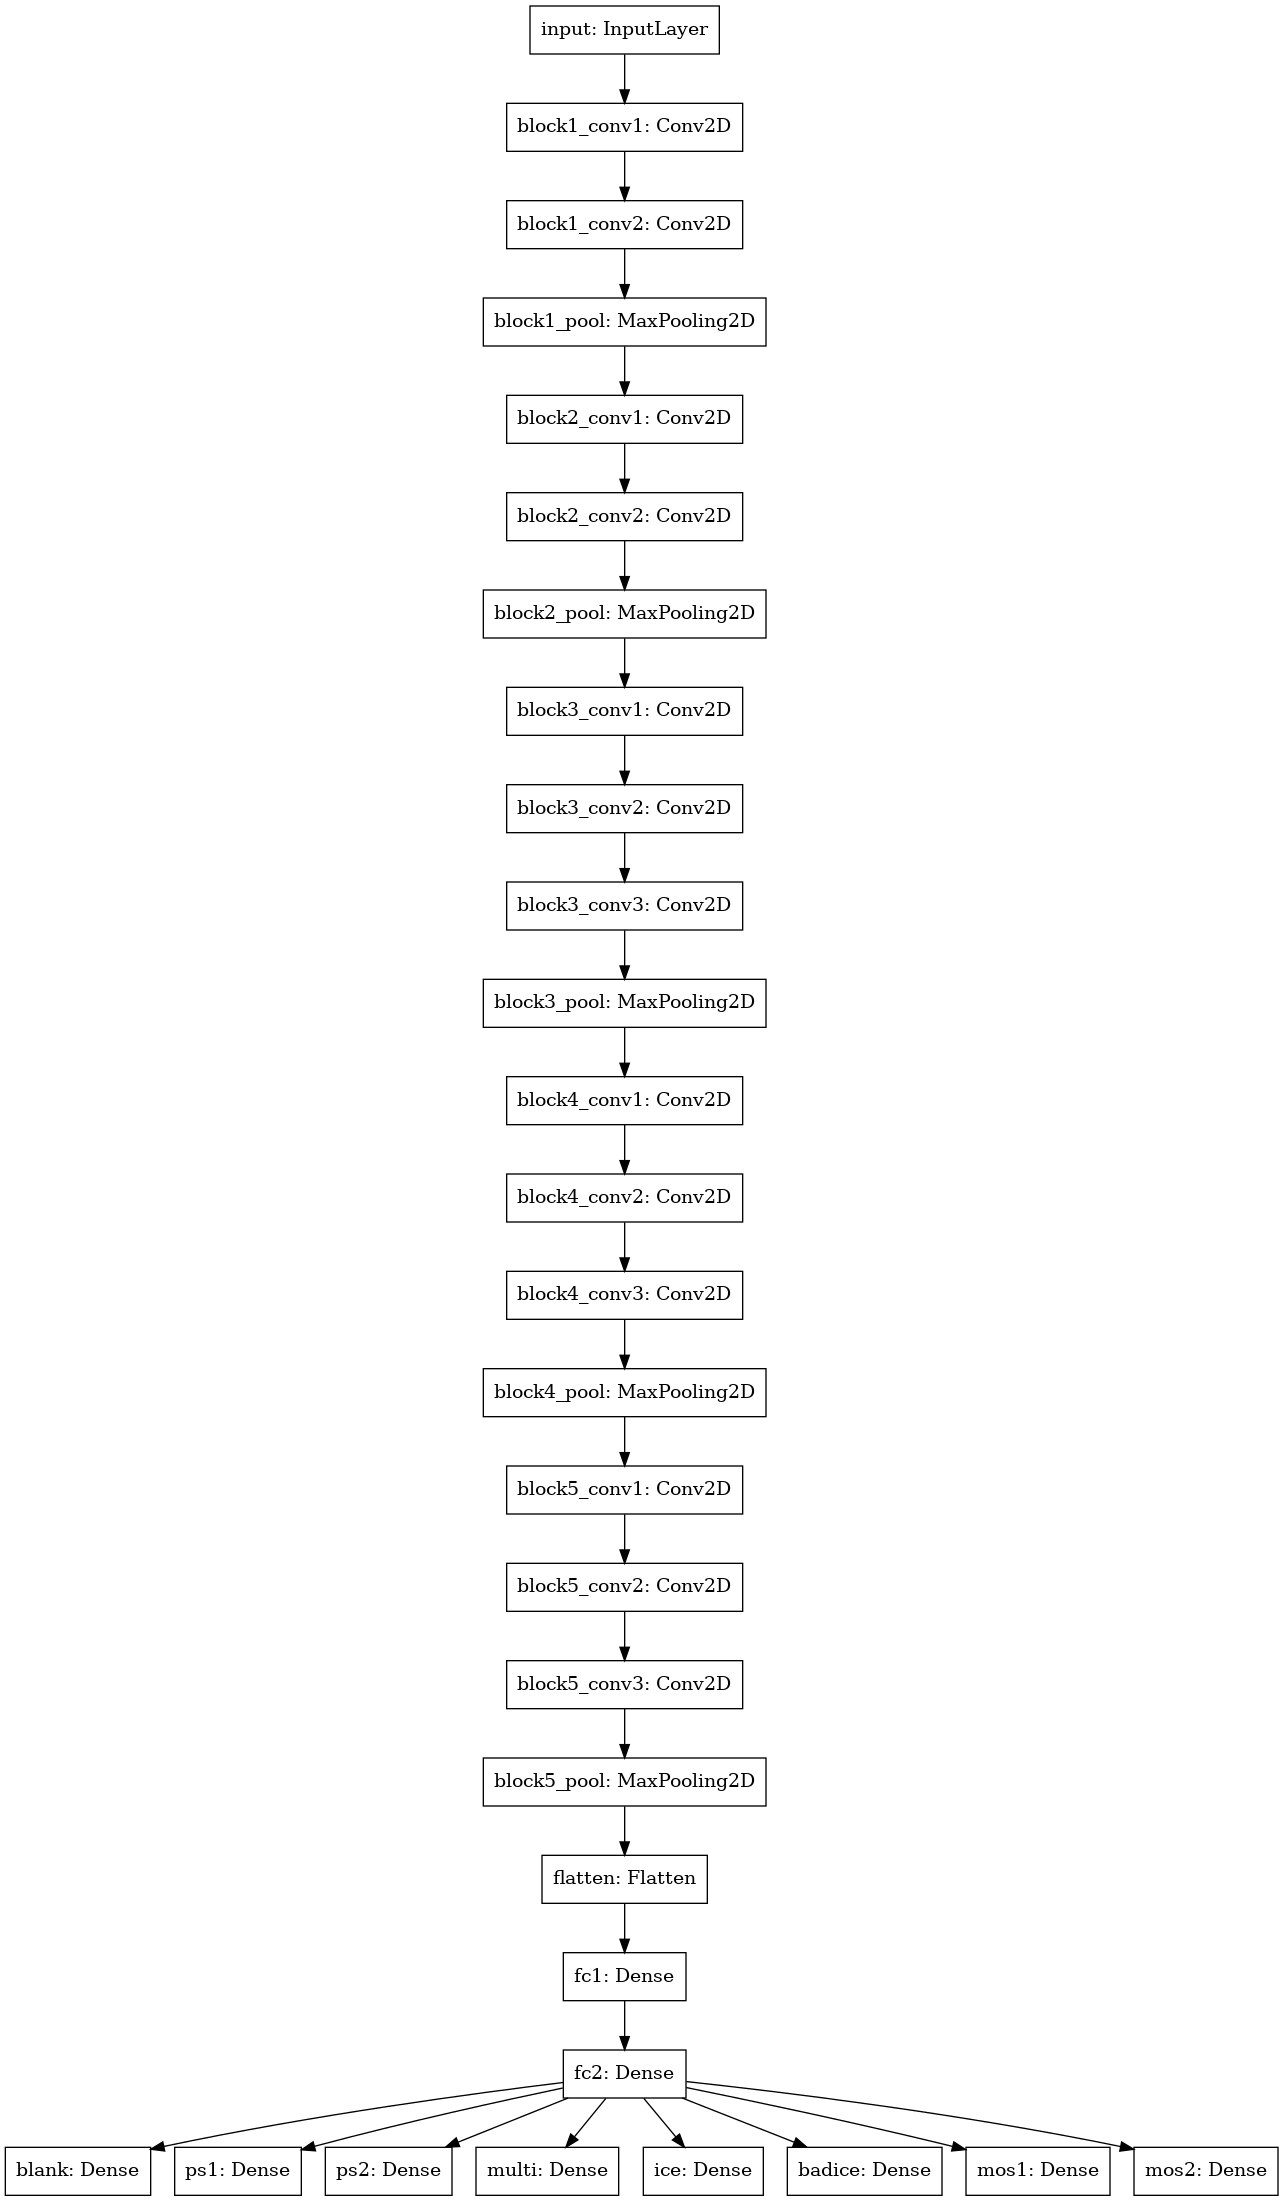 input: InputLayer
block1_conv1: Conv2D
block1_conv2: Conv2D
block1_pool: MaxPooling2D
block2_conv1: Conv2D
block2_conv2: Conv2D
block2_pool: MaxPooling2D
block3_conv1: Conv2D
block3_conv2: Conv2D
block3_conv3: Conv2D
block3_pool: MaxPooling2D
block4_conv1: Conv2D
block4_conv2: Conv2D
block4_conv3: Conv2D
block4_pool: MaxPooling2D
block5_conv1: Conv2D
block5_conv2: Conv2D
block5_conv3: Conv2D
block5_pool: MaxPooling2D
flatten: Flatten
fc1: Dense
fc2: Dense
blank: Dense
ps1: Dense
ps2: Dense
multi: Dense
ice: Dense
badice: Dense
mos1: Dense
mos2: Dense